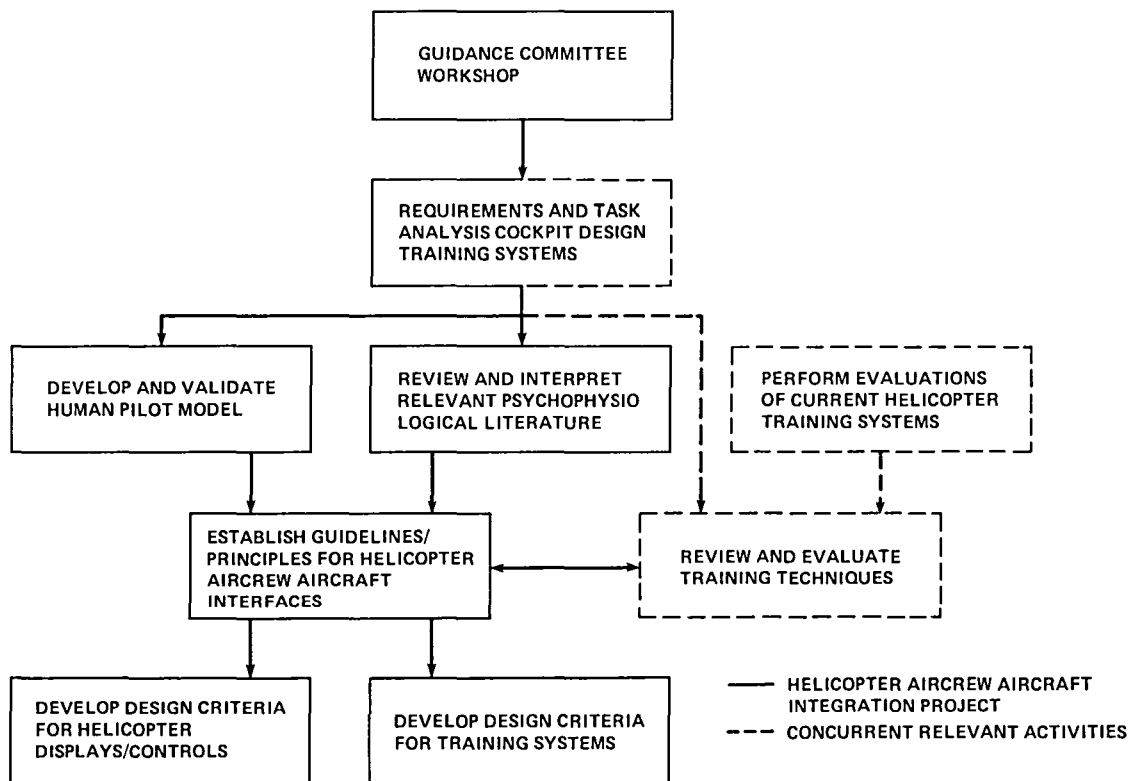 GUIDANCE COMMITTEE
WORKSHOP
REQUIREMENTS AND TASK
ANALYSIS COCKPIT DESIGN
TRAINING SYSTEMS
DEVELOP AND VALIDATE
HUMAN PILOT MODEL
REVIEW AND INTERPRET
RELEVANT PSYCHOPHYSIO
LOGICAL LITERATURE
PERFORM EVALUATIONS
OF CURRENT HELICOPTER
TRAINING SYSTEMS
ESTABLISH GUIDELINES/
PRINCIPLES FOR HELICOPTER
AIRCREW AIRCRAFT
INTERFACES
REVIEW AND EVALUATE
TRAINING TECHNIQUES
DEVELOP DESIGN CRITERIA
FOR HELICOPTER
DISPLAYS/CONTROLS
DEVELOP DESIGN CRITERIA
FOR TRAINING SYSTEMS
HELICOPTER AIRCREW AIRCRAFT
INTEGRATION PROJECT
CONCURRENT RELEVANT ACTIVITIES